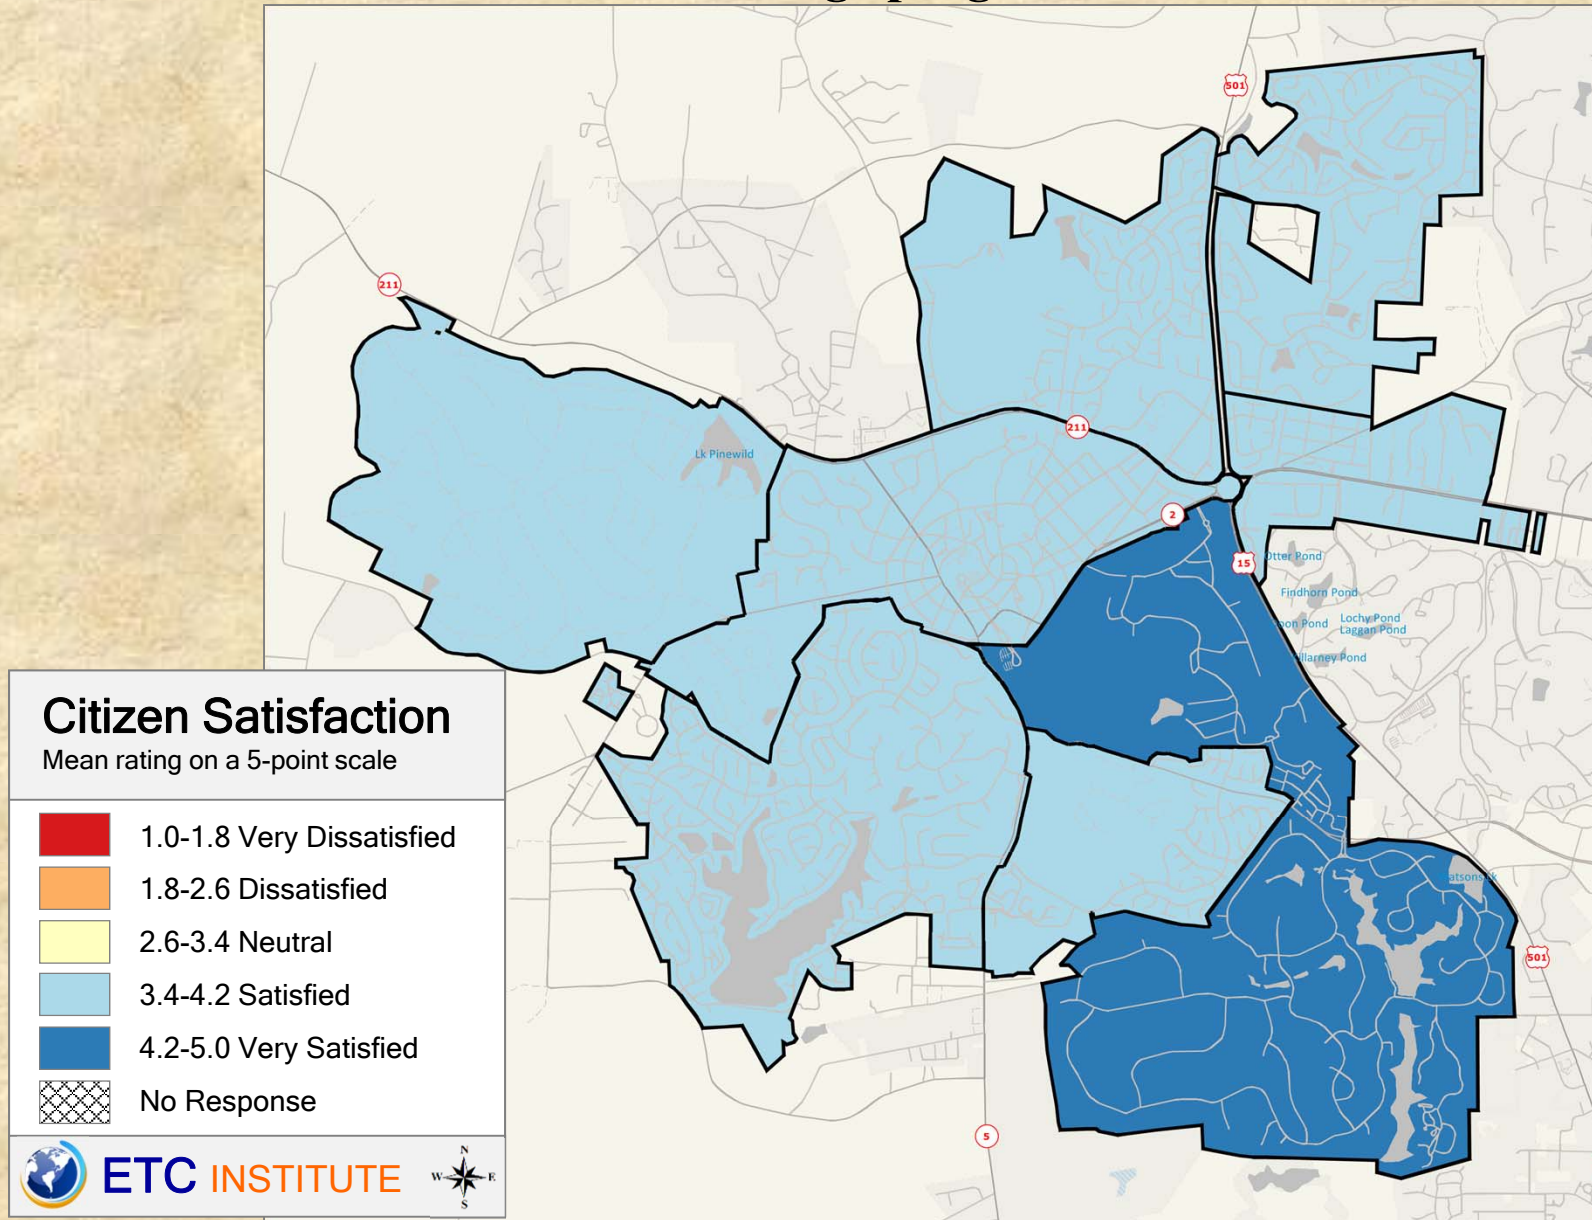 501
211
Lk Pinewild
211
2
15
Otter Pond
Findhorn Pond
Lochy Pond
Laggan Pond
Pond
Pond
501
5
Citizen Satisfaction
Mean rating on a 5-point scale
1.0-1.8 Very Dissatisfied
1.8-2.6 Dissatisfied
2.6-3.4 Neutral
3.4-4.2 Satisfied
4.2-5.0 Very Satisfied
No Response
ETC INSTITUTE
N
W E
S